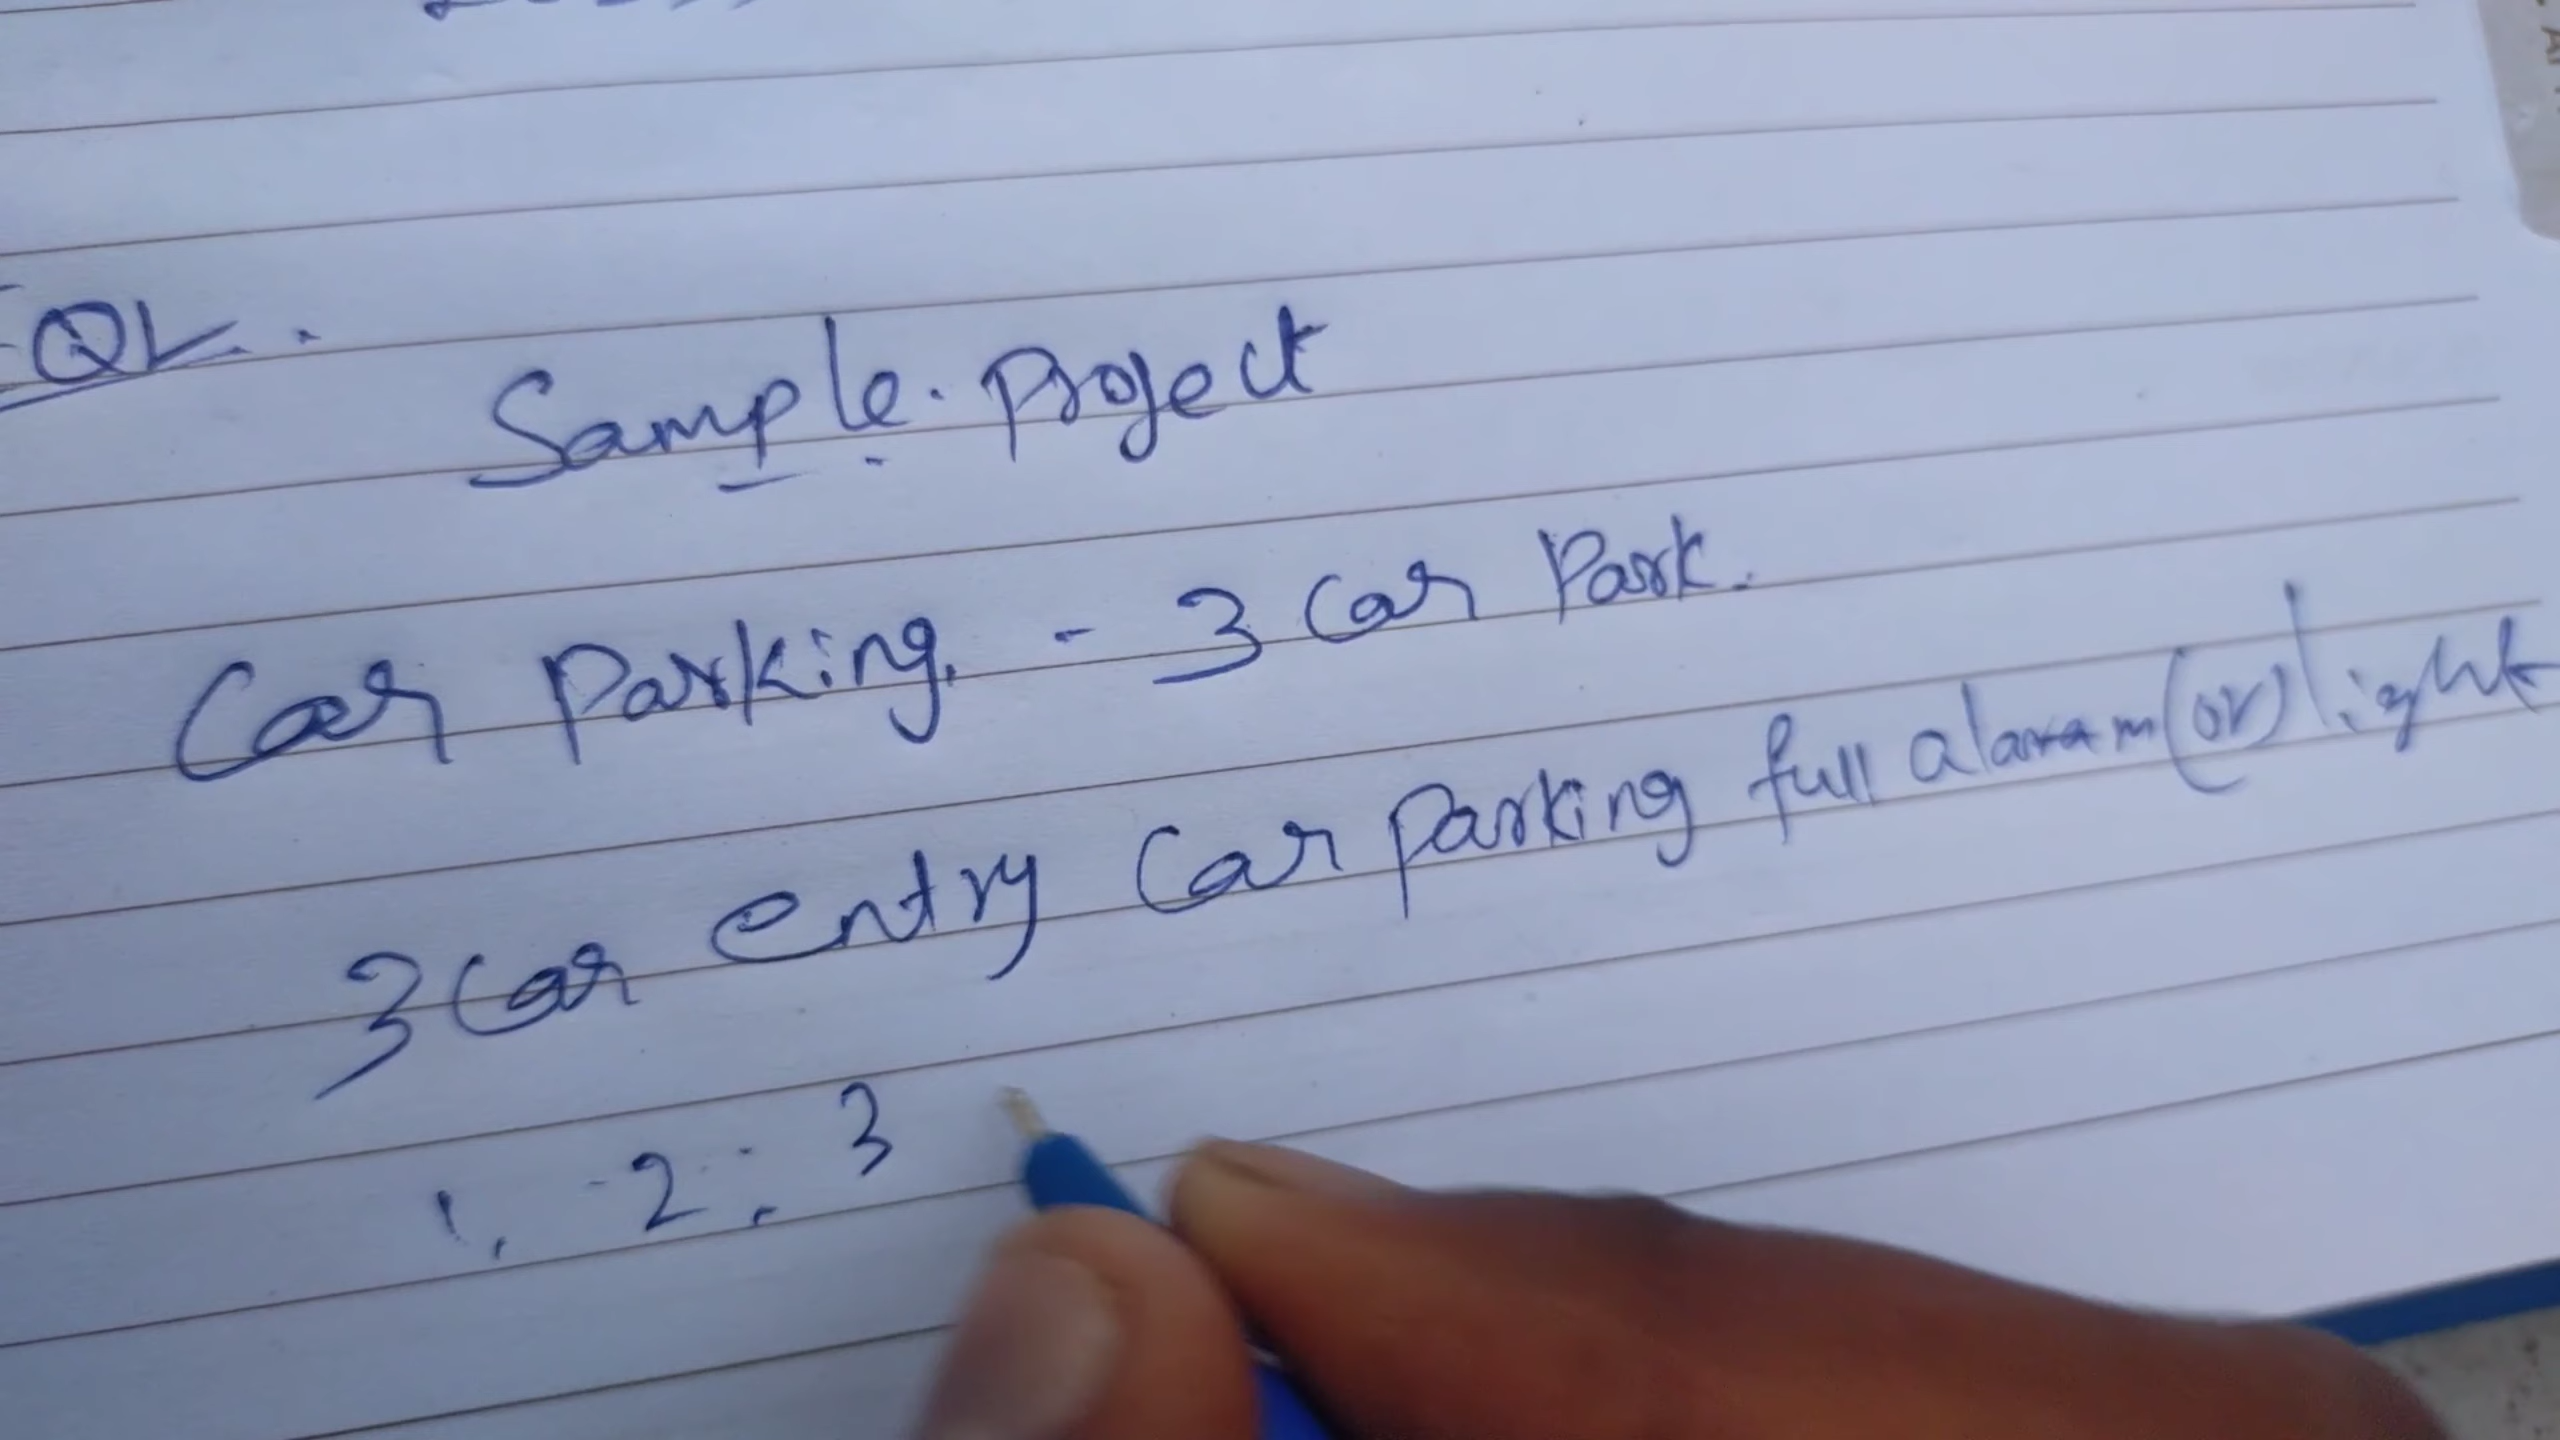 QL.
Sample. Project
Car Parking. - 3 Car Park.
3 Car entry Car parking full alaram (or) light
1, 2. 3